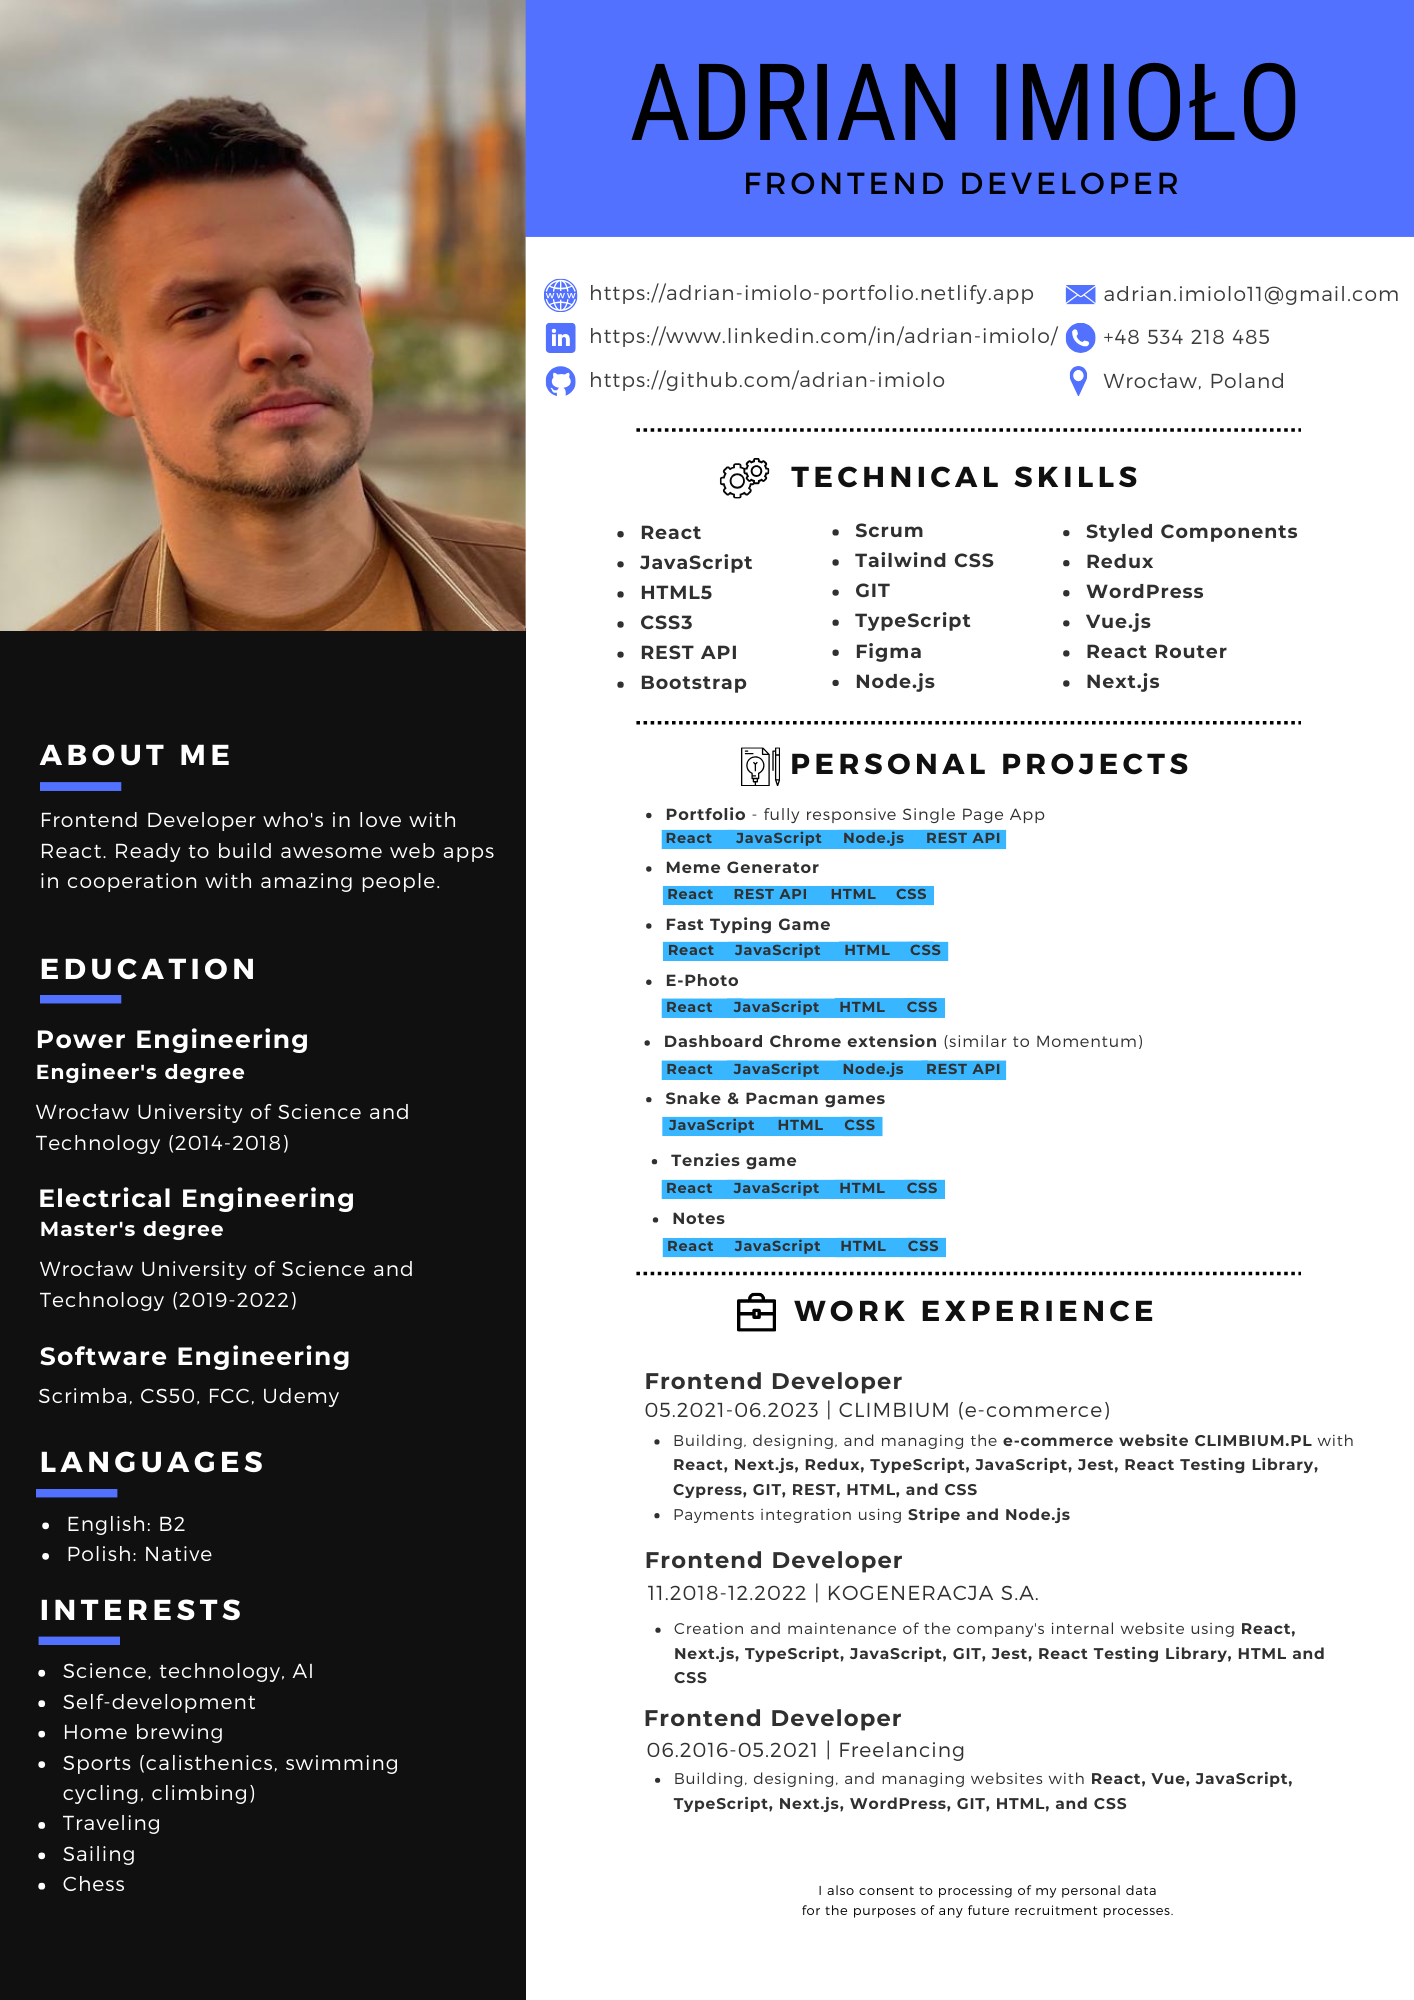 ADRIAN IMIOŁO
FRONTEND DEVELOPER
https://adrian-imiolo-portfolio.netlify.app
adrian.imiolo11@gmail.com
https://www.linkedin.com/in/adrian-imiolo/
+48 534 218 485
https://github.com/adrian-imiolo
Wrocław, Poland
TECHNICAL SKILLS
• React
• JavaScript
• HTML5
• CSS3
• REST API
• Bootstrap
• Scrum
• Tailwind CSS
• GIT
• TypeScript
• Figma
• Node.js
• Styled Components
• Redux
• WordPress
• Vue.js
• React Router
• Next.js
PERSONAL PROJECTS
• Portfolio - fully responsive Single Page App
React JavaScript Node.js REST API
• Meme Generator
React REST API HTML CSS
• Fast Typing Game
React JavaScript HTML CSS
• E-Photo
React JavaScript HTML CSS
• Dashboard Chrome extension (similar to Momentum)
React JavaScript Node.js REST API
• Snake & Pacman games
JavaScript HTML CSS
• Tenzies game
React JavaScript HTML CSS
• Notes
React JavaScript HTML CSS
WORK EXPERIENCE
Frontend Developer
05.2021-06.2023 | CLIMBIUM (e-commerce)
• Building, designing, and managing the e-commerce website CLIMBIUM.PL with
React, Next.js, Redux, TypeScript, JavaScript, Jest, React Testing Library,
Cypress, GIT, REST, HTML, and CSS
• Payments integration using Stripe and Node.js
Frontend Developer
11.2018-12.2022 | KOGENERACJA S.A.
• Creation and maintenance of the company's internal website using React,
Next.js, TypeScript, JavaScript, GIT, Jest, React Testing Library, HTML and
CSS
Frontend Developer
06.2016-05.2021 | Freelancing
• Building, designing, and managing websites with React, Vue, JavaScript,
TypeScript, Next.js, WordPress, GIT, HTML, and CSS
I also consent to processing of my personal data
for the purposes of any future recruitment processes.
ABOUT ME
Frontend Developer who's in love with
React. Ready to build awesome web apps
in cooperation with amazing people.
EDUCATION
Power Engineering
Engineer's degree
Wrocław University of Science and
Technology (2014-2018)
Electrical Engineering
Master's degree
Wrocław University of Science and
Technology (2019-2022)
Software Engineering
Scrimba, CS50, FCC, Udemy
LANGUAGES
• English: B2
• Polish: Native
INTERESTS
• Science, technology, AI
• Self-development
• Home brewing
• Sports (calisthenics, swimming
cycling, climbing)
• Traveling
• Sailing
• Chess